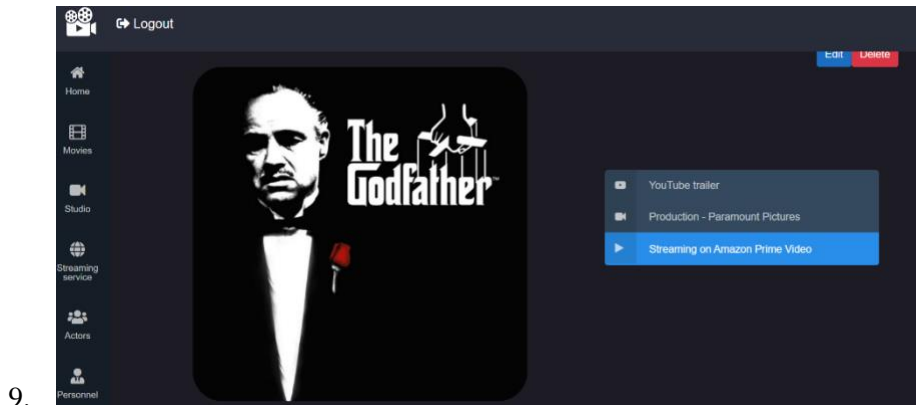 Logout
Edit Delete
Home
Movies
Studio
Streaming
service
Actors
Personnel
The
Godfather™
YouTube trailer
Production - Paramount Pictures
Streaming on Amazon Prime Video
9.